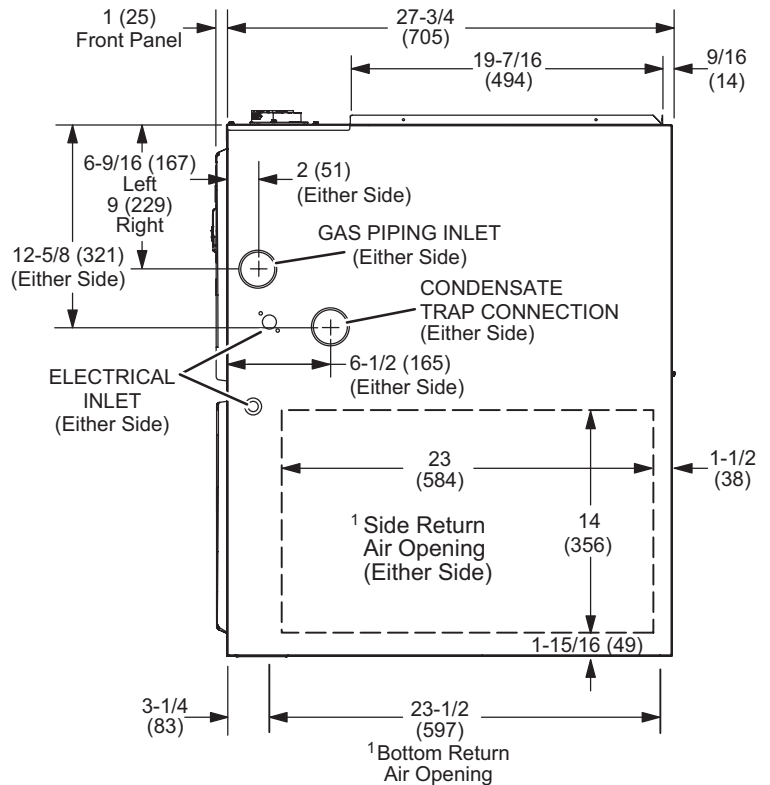 1 (25)
Front Panel
27-3/4
(705)
19-7/16
(494)
9/16
(14)
6-9/16 (167)
Left
9 (229)
Right
2 (51)
(Either Side)
12-5/8 (321)
(Either Side)
GAS PIPING INLET
(Either Side)
CONDENSATE
TRAP CONNECTION
(Either Side)
6-1/2 (165)
(Either Side)
ELECTRICAL
INLET
(Either Side)
23
(584)
1-1/2
(38)
1 Side Return
Air Opening
(Either Side)
14
(356)
1-15/16 (49)
3-1/4
(83)
23-1/2
(597)
1 Bottom Return
Air Opening